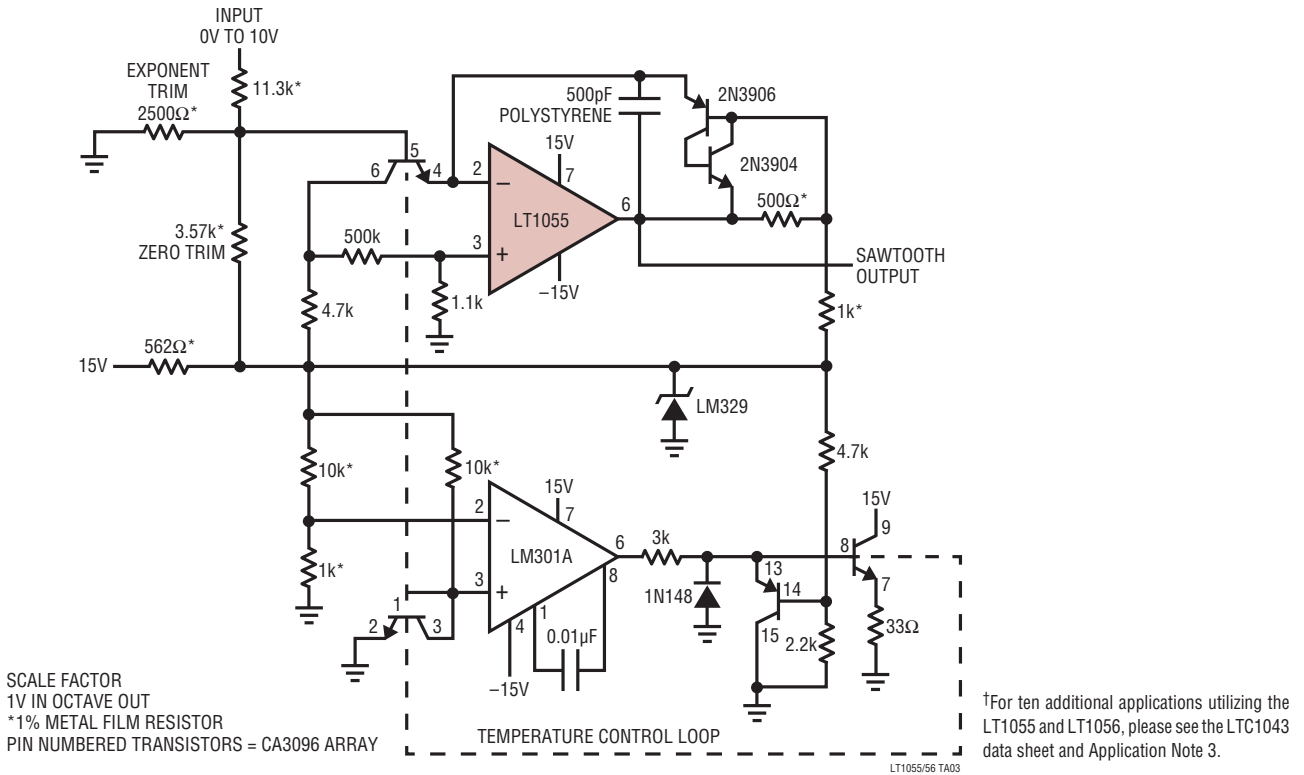 INPUT
0V TO 10V
EXPONENT
TRIM
2500Ω*
11.3k*
500pF
POLYSTYRENE
2N3906
2N3904
15V
7
5
6
4
2
–
LT1055
6
500Ω*
3.57k*
ZERO TRIM
500k
3
+
–15V
SAWTOOTH
OUTPUT
4.7k
1.1k
1k*
15V
562Ω*
LM329
10k*
10k*
4.7k
15V
7
15V
9
2
–
LM301A
6
3k
8
8
13
14
7
1k*
3
+
1
1N148
1
2
3
4
0.01µF
15
2.2k
33Ω
–15V
SCALE FACTOR
1V IN OCTAVE OUT
*1% METAL FILM RESISTOR
PIN NUMBERED TRANSISTORS = CA3096 ARRAY
TEMPERATURE CONTROL LOOP
LT1055/56 TA03
†For ten additional applications utilizing the
LT1055 and LT1056, please see the LTC1043
data sheet and Application Note 3.